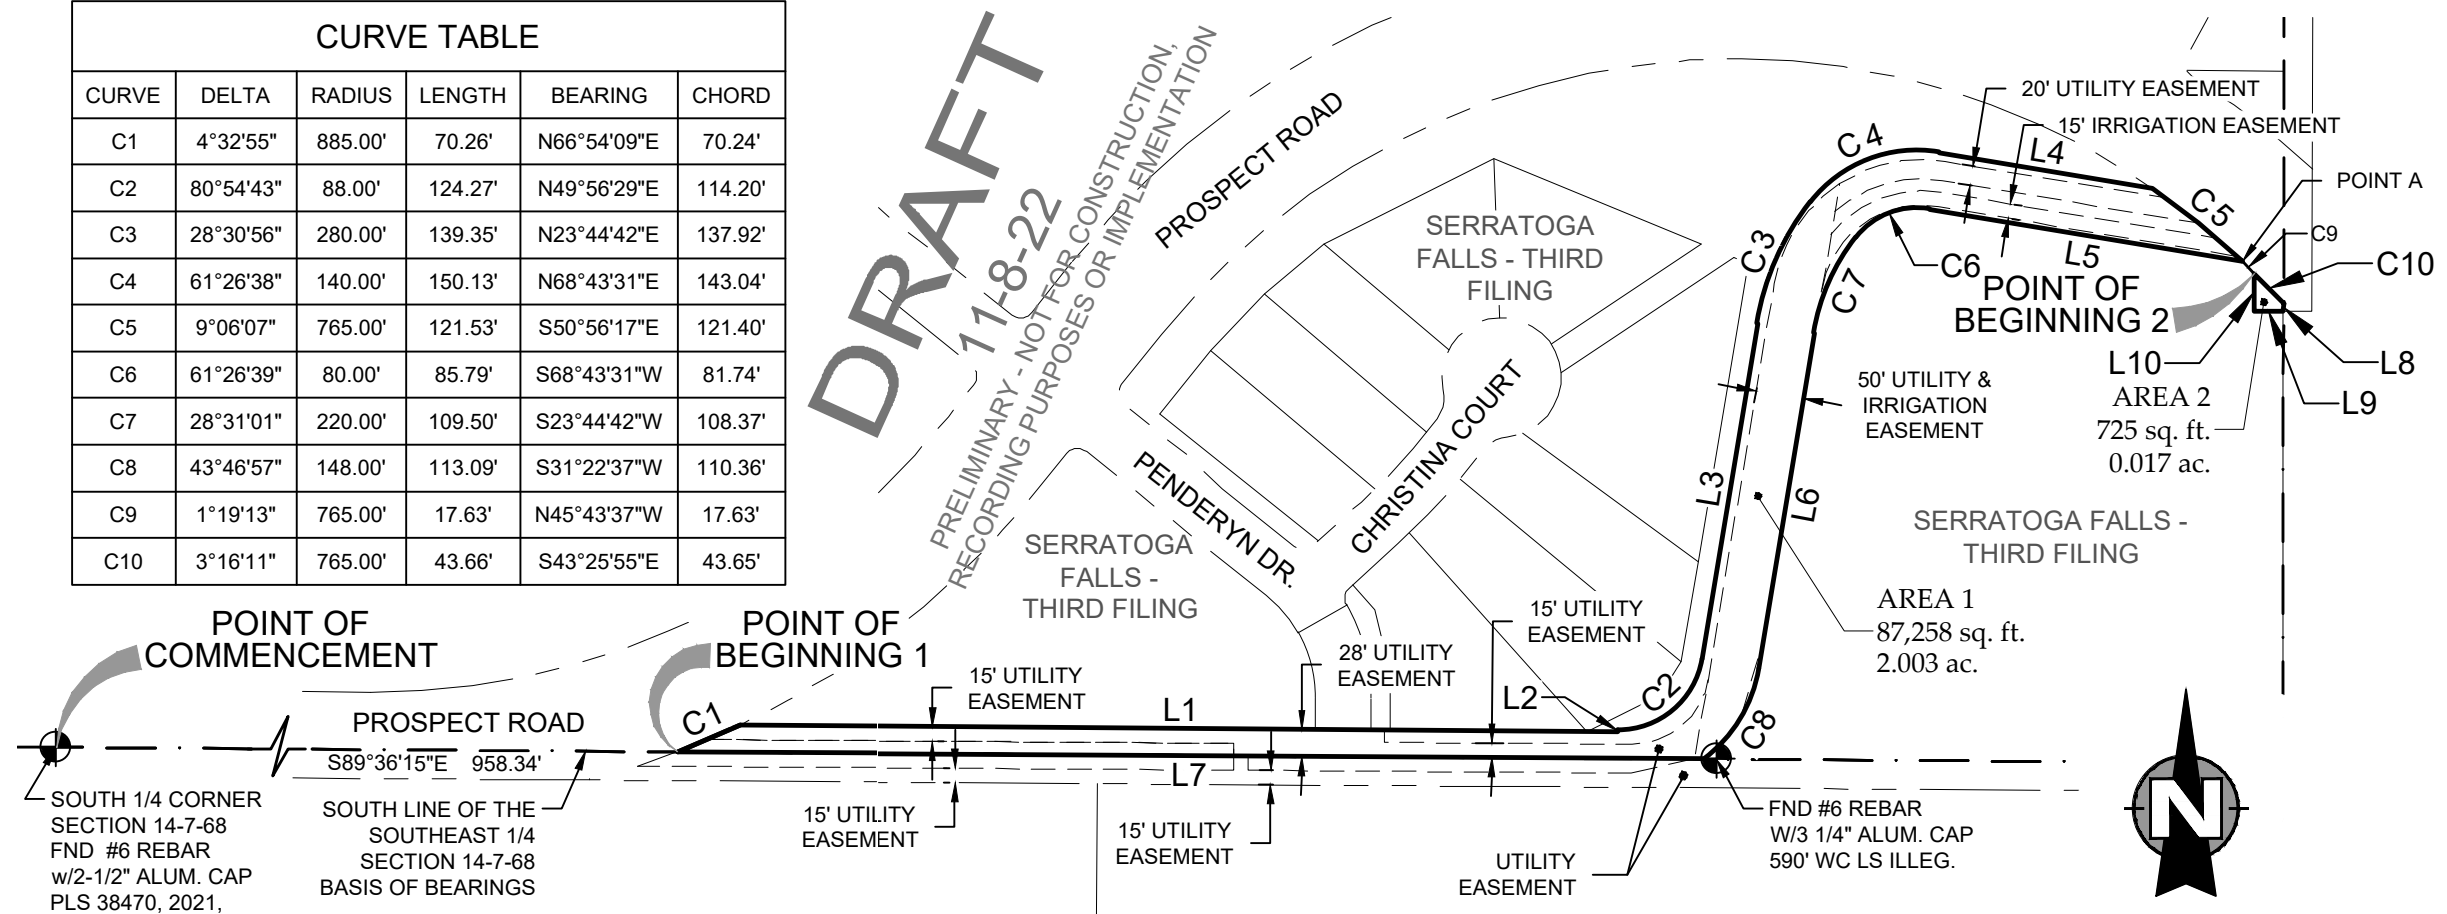 CURVE TABLE
CURVE DELTA RADIUS LENGTH BEARING CHORD
C1 4°32'55" 885.00' 70.26' N66°54'09"E 70.24'
C2 80°54'43" 88.00' 124.27' N49°56'29"E 114.20'
C3 28°30'56" 280.00' 139.35' N23°44'42"E 137.92'
C4 61°26'38" 140.00' 150.13' N68°43'31"E 143.04'
C5 9°06'07" 765.00' 121.53' S50°56'17"E 121.40'
C6 61°26'39" 80.00' 85.79' S68°43'31"W 81.74'
C7 28°31'01" 220.00' 109.50' S23°44'42"W 108.37'
C8 43°46'57" 148.00' 113.09' S31°22'37"W 110.36'
C9 1°19'13" 765.00' 17.63' N45°43'37"W 17.63'
C10 3°16'11" 765.00' 43.66' S43°25'55"E 43.65'
DRAFT
11-8-22
PRELIMINARY - NOT FOR CONSTRUCTION,
RECORDING PURPOSES OR IMPLEMENTATION
PROSPECT ROAD
SERRATOGA
FALLS - THIRD
FILING
CHRISTINA COURT
PENDERYN DR.
SERRATOGA
FALLS -
THIRD FILING
20' UTILITY EASEMENT
15' IRRIGATION EASEMENT
C4
L4
C5
POINT A
C9
C10
C3
C6
L5
C7
POINT OF
BEGINNING 2
L10
L8
L9
50' UTILITY &
IRRIGATION
EASEMENT
AREA 2
725 sq. ft.
0.017 ac.
L3
L6
SERRATOGA FALLS -
THIRD FILING
AREA 1
87,258 sq. ft.
2.003 ac.
POINT OF
COMMENCEMENT
POINT OF
BEGINNING 1
15' UTILITY
EASEMENT
28' UTILITY
EASEMENT
15' UTILITY
EASEMENT
C1
L1
L2
C2
C8
PROSPECT ROAD
S89°36'15"E 958.34'
L7
SOUTH 1/4 CORNER
SECTION 14-7-68
FND #6 REBAR
w/2-1/2" ALUM. CAP
PLS 38470, 2021,
SOUTH LINE OF THE
SOUTHEAST 1/4
SECTION 14-7-68
BASIS OF BEARINGS
15' UTILITY
EASEMENT
15' UTILITY
EASEMENT
UTILITY
EASEMENT
FND #6 REBAR
W/3 1/4" ALUM. CAP
590' WC LS ILLEG.
N